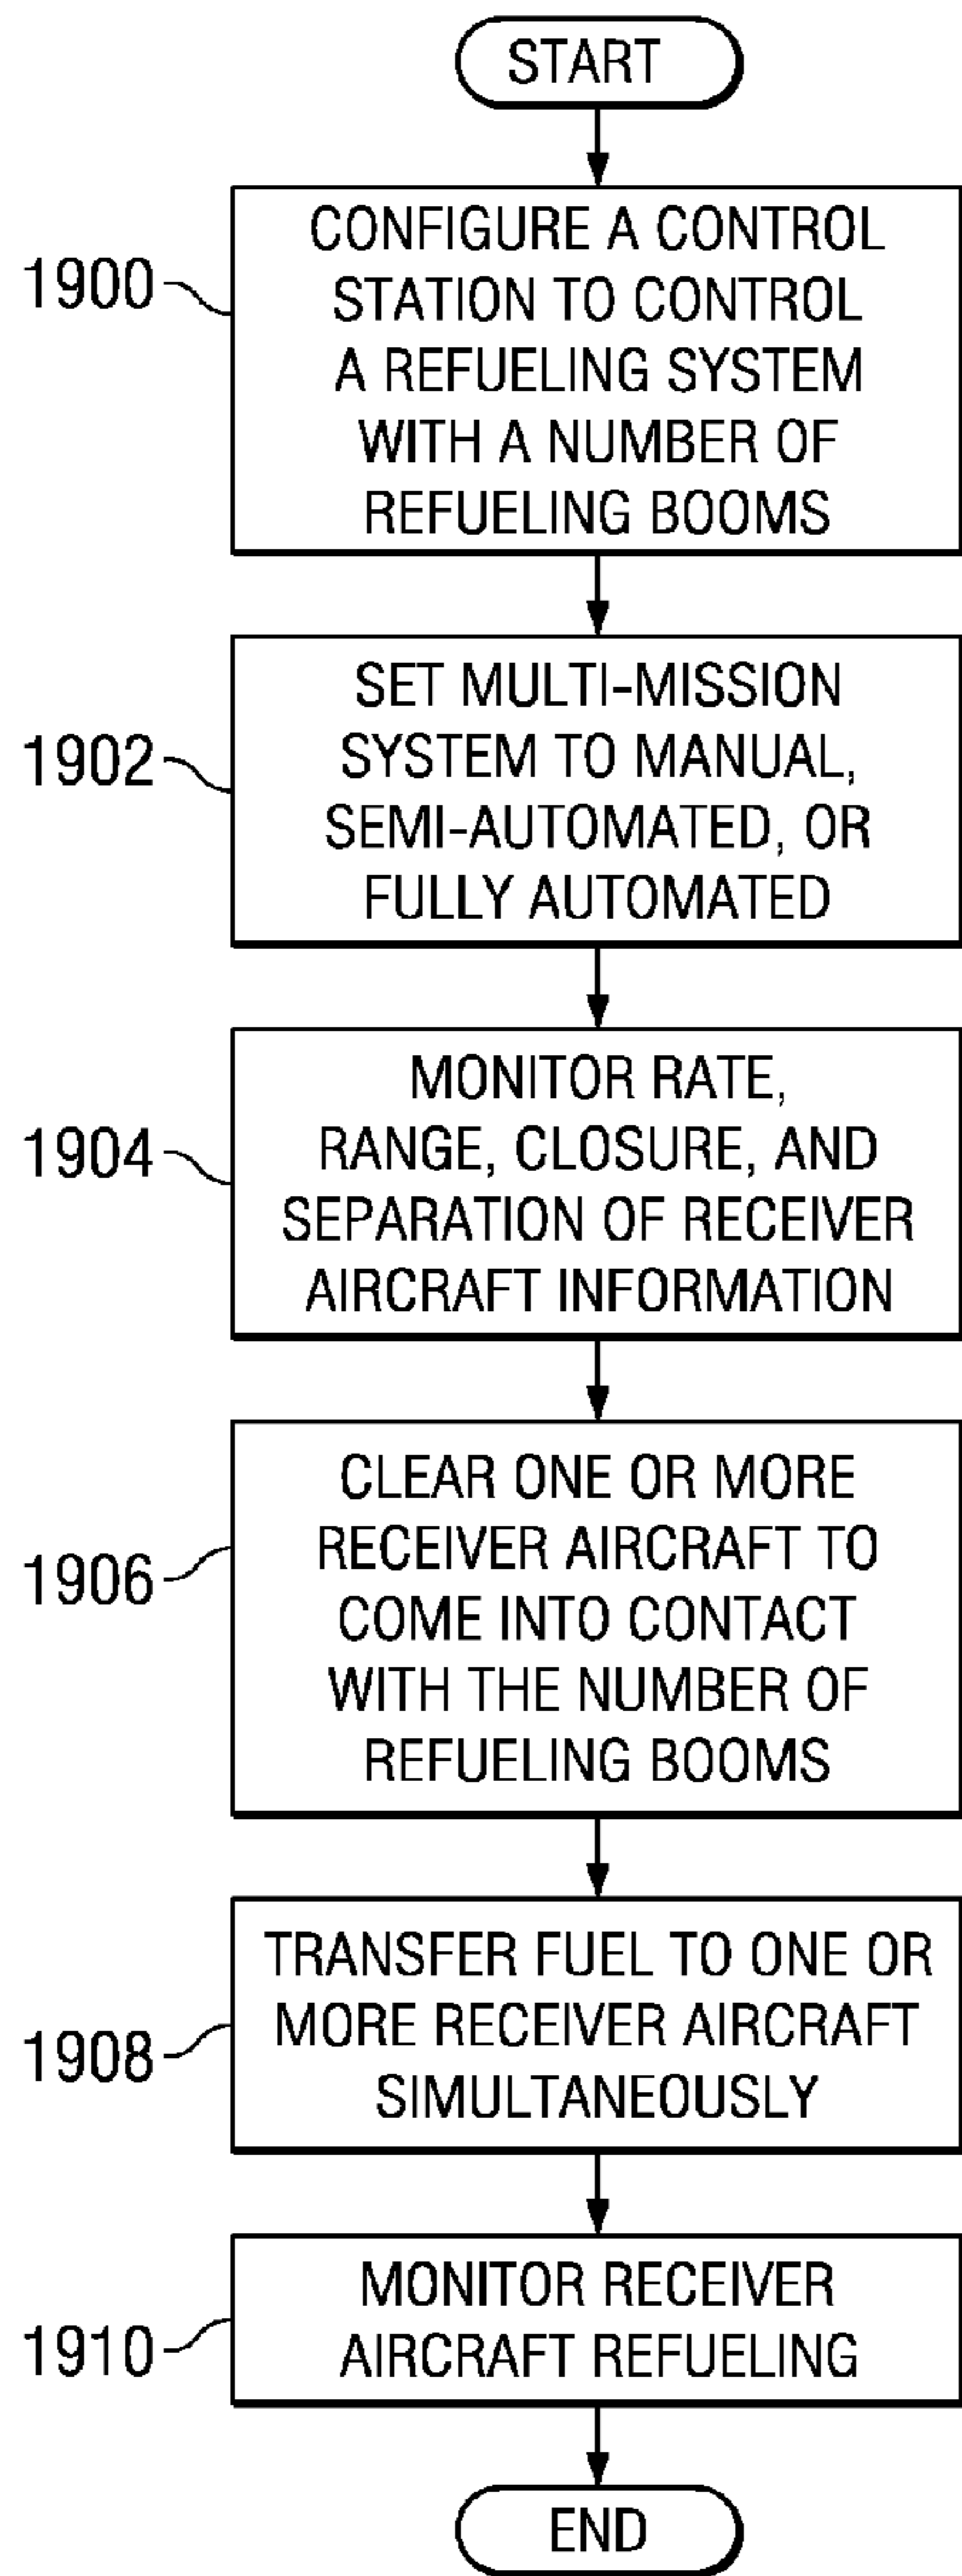 START
1900
CONFIGURE A CONTROL
STATION TO CONTROL
A REFUELING SYSTEM
WITH A NUMBER OF
REFUELING BOOMS
1902
SET MULTI-MISSION
SYSTEM TO MANUAL,
SEMI-AUTOMATED, OR
FULLY AUTOMATED
1904
MONITOR RATE,
RANGE, CLOSURE, AND
SEPARATION OF RECEIVER
AIRCRAFT INFORMATION
1906
CLEAR ONE OR MORE
RECEIVER AIRCRAFT TO
COME INTO CONTACT
WITH THE NUMBER OF
REFUELING BOOMS
1908
TRANSFER FUEL TO ONE OR
MORE RECEIVER AIRCRAFT
SIMULTANEOUSLY
1910
MONITOR RECEIVER
AIRCRAFT REFUELING
END